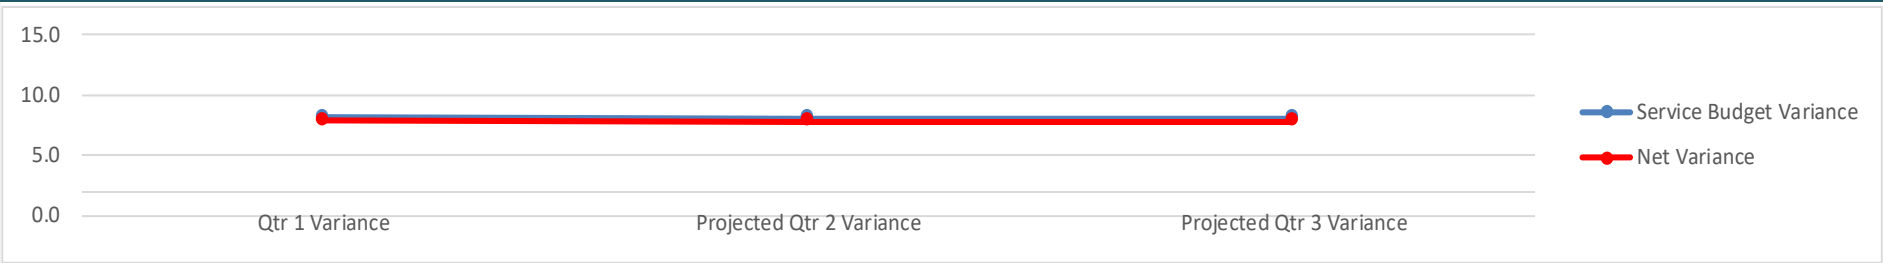 15.0
10.0
5.0
0.0
Qtr 1 Variance
Projected Qtr 2 Variance
Projected Qtr 3 Variance
Service Budget Variance
Net Variance